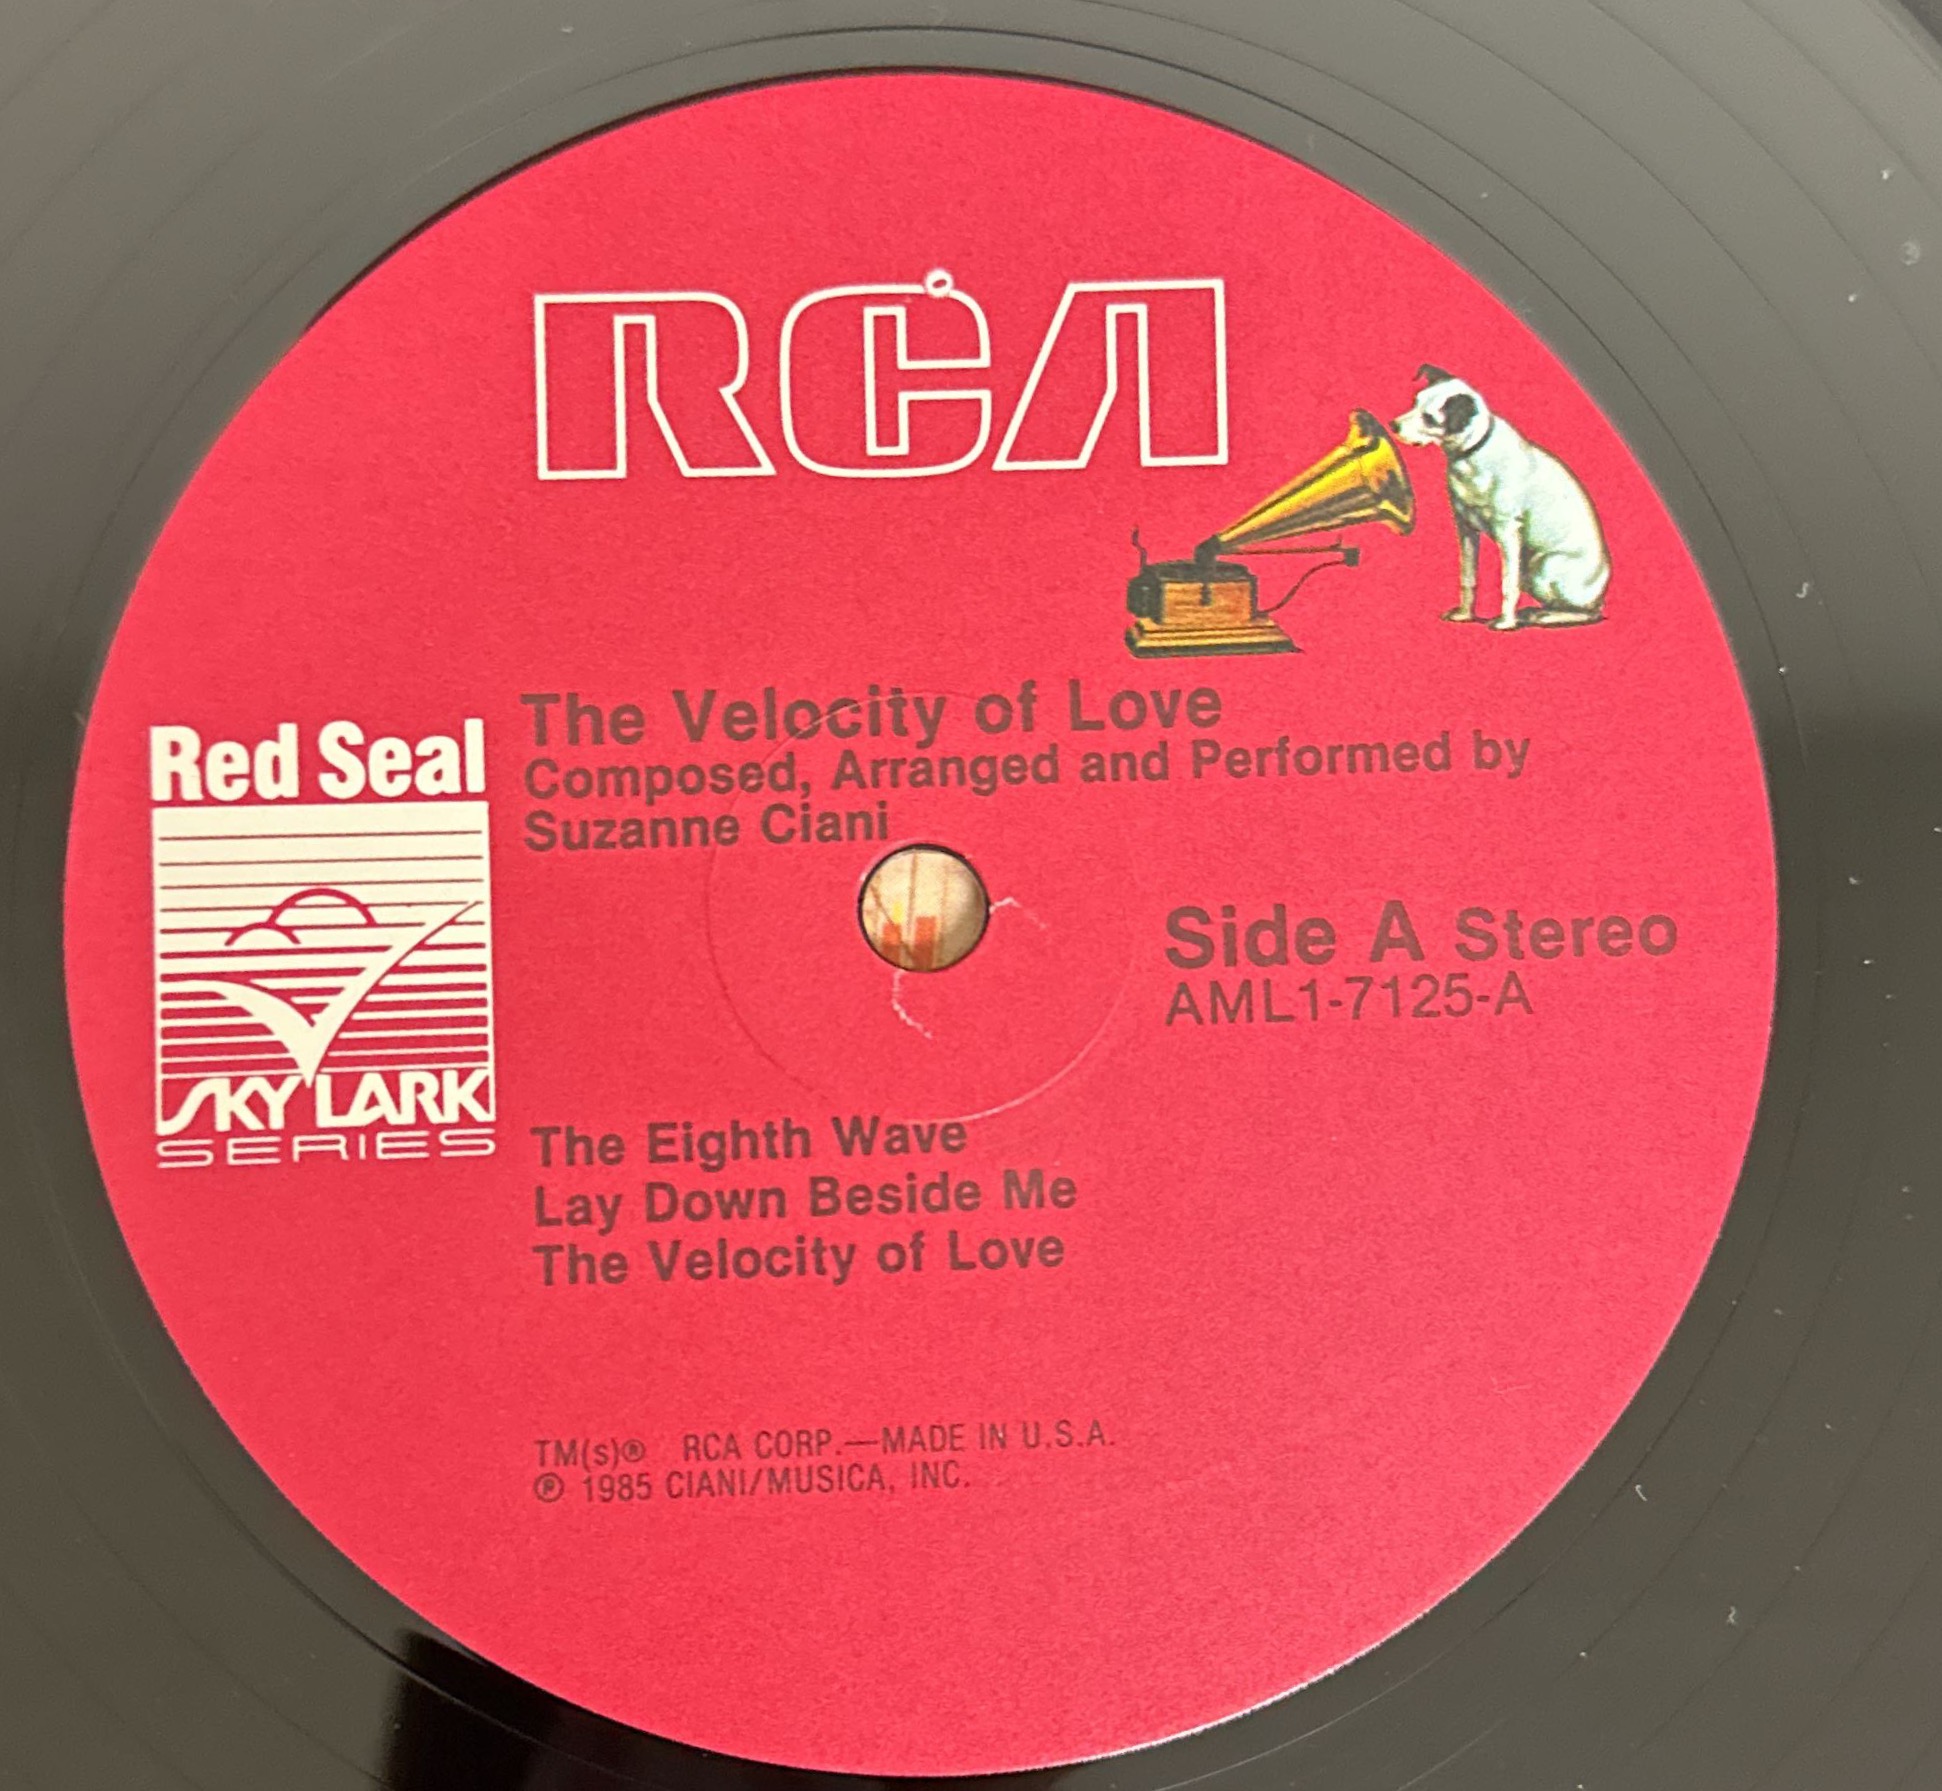 RCA
Red Seal
SKYLARK
SERIES
The Velocity of Love
Composed, Arranged and Performed by
Suzanne Ciani
Side A Stereo
AML1-7125-A
The Eighth Wave
Lay Down Beside Me
The Velocity of Love
TM(s)® RCA CORP.—MADE IN U.S.A.
℗ 1985 CIANI/MUSICA, INC.